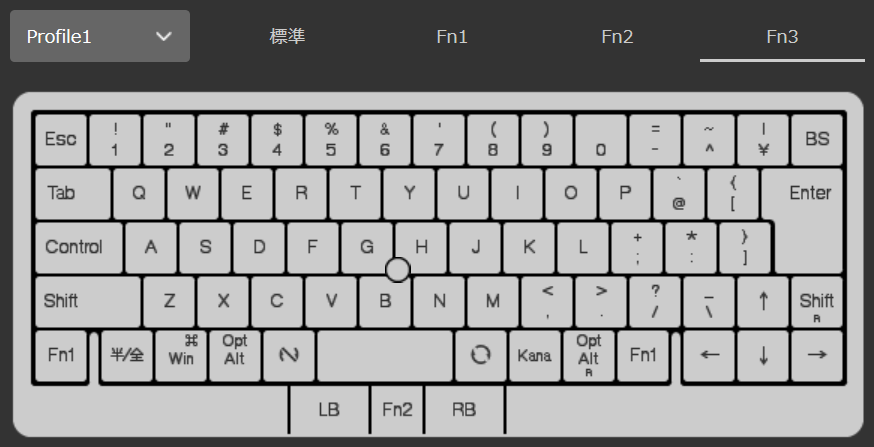 Profile1 標準 Fn1 Fn2 Fn3
! " # $ % & ' ( ) = ~ |
Esc 1 2 3 4 5 6 7 8 9 0 - ^ ¥ BS
Tab Q W E R T Y U I O P ` @ { [ Enter
Control A S D F G H J K L + ; * : } ]
Shift Z X C V B N M < , > . ? / _ \ ↑ Shift R
Fn1 半/全 ⌘ Win Opt Alt Kana Opt Alt R Fn1 ← ↓ →
LB Fn2 RB